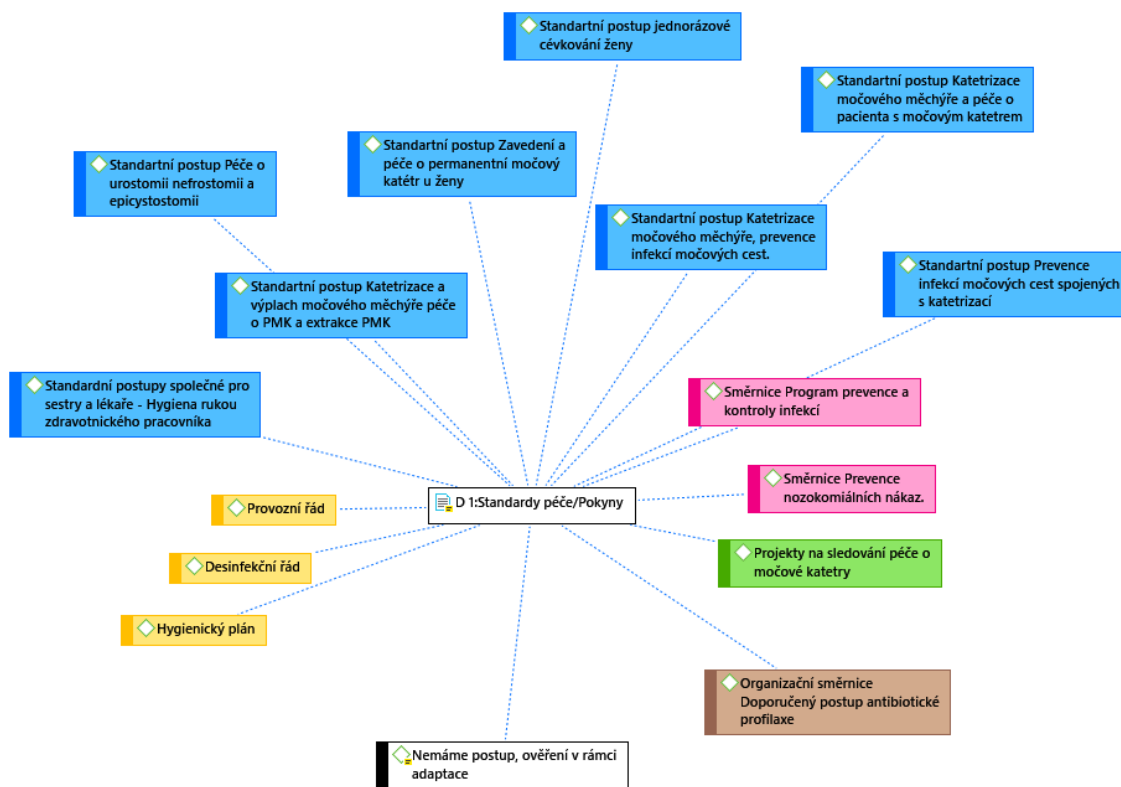 Standartní postup jednorázové
cévkování ženy
Standartní postup Katetrizace
močového měchýře a péče o
pacienta s močovým katetrem
Standartní postup Zavedení a
péče o permanentní močový
katétr u ženy
Standartní postup Péče o
urostomii nefrostomii a
epicystostomii
Standartní postup Katetrizace
močového měchýře, prevence
infekcí močových cest.
Standartní postup Prevence
infekcí močových cest spojených
s katetrizací
Standartní postup Katetrizace a
výplach močového měchýře péče
o PMK a extrakce PMK
Standardní postupy společné pro
sestry a lékaře - Hygiena rukou
zdravotnického pracovníka
Směrnice Program prevence a
kontroly infekcí
Směrnice Prevence
nozokomiálních nákaz.
D 1:Standardy péče/Pokyny
Provozní řád
Projekty na sledování péče o
močové katetry
Desinfekční řád
Hygienický plán
Organizační směrnice
Doporučený postup antibiotické
profilaxe
Nemáme postup, ověření v rámci
adaptace